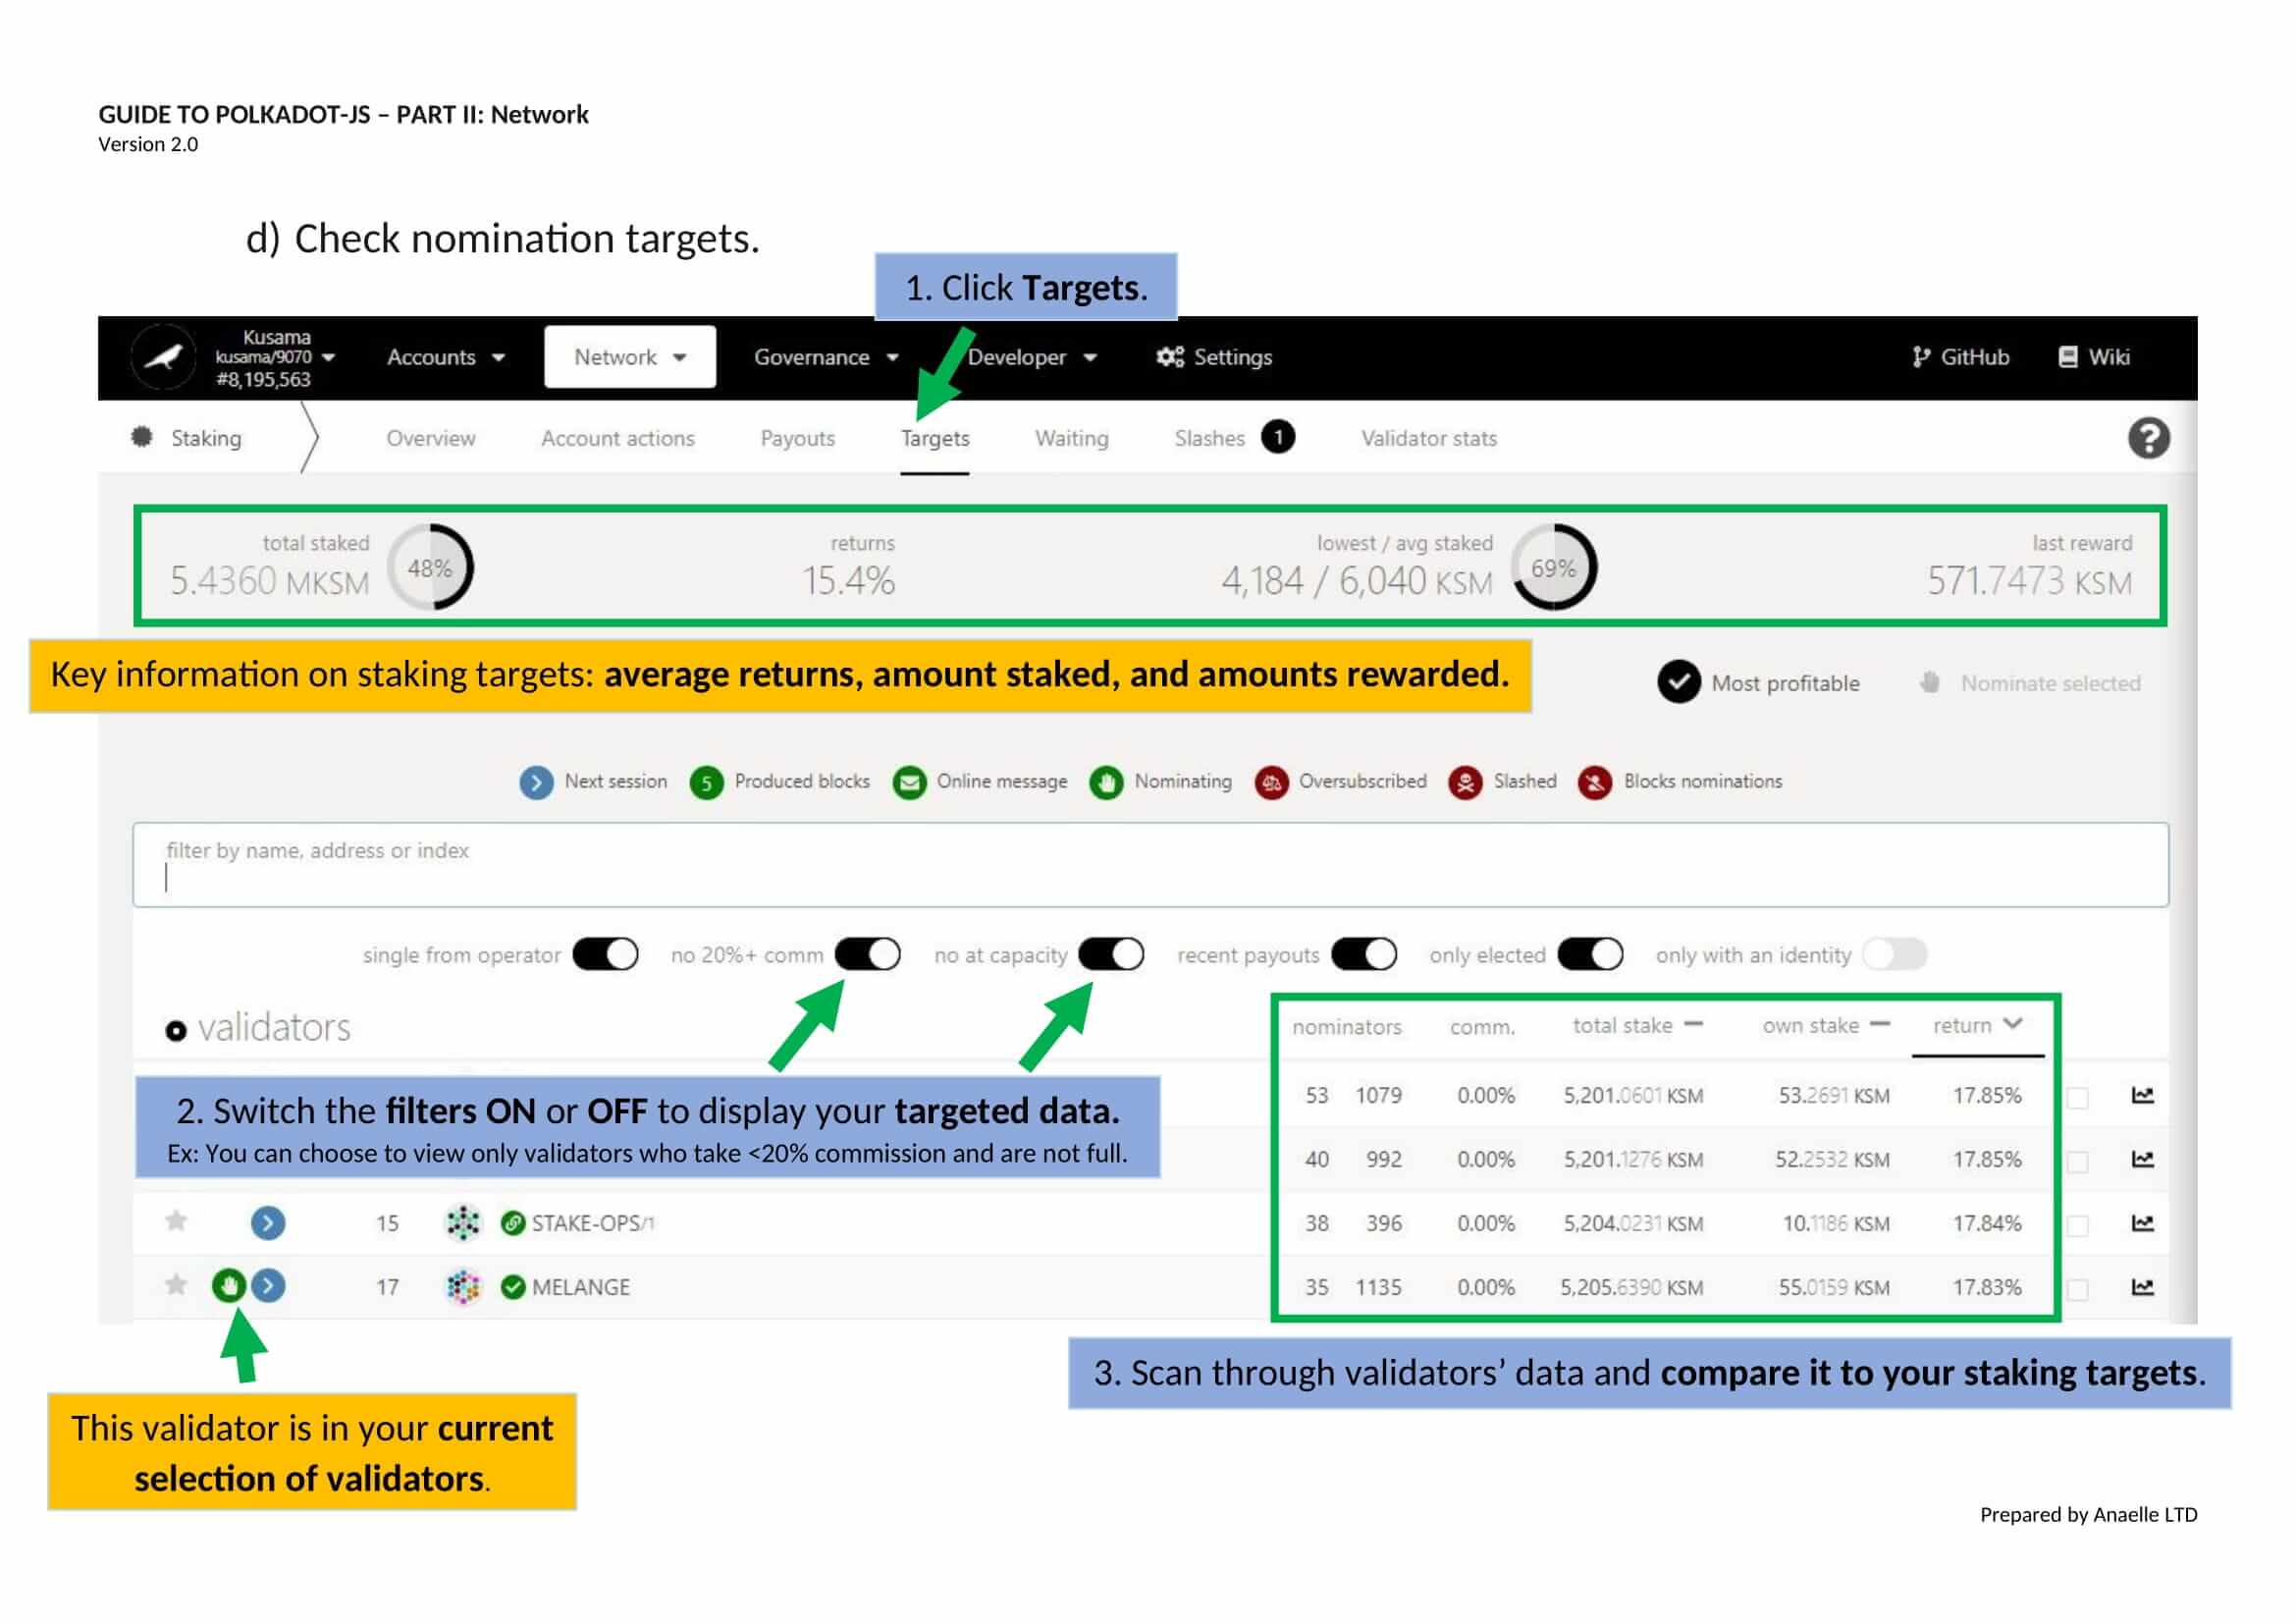 GUIDE TO POLKADOT-JS – PART II: Network
Version 2.0
d) Check nomination targets.
1. Click Targets.
Kusama
kusama/9070
#8,195,563
Accounts
Network
Governance
Developer
Settings
GitHub
Wiki
Staking
Overview
Account actions
Payouts
Targets
Waiting
Slashes 1
Validator stats
?
total staked
5.4360 MKSM
48%
returns
15.4%
lowest / avg staked
4,184 / 6,040 KSM
69%
last reward
571.7473 KSM
Key information on staking targets: average returns, amount staked, and amounts rewarded.
Most profitable
Nominate selected
Next session
5 Produced blocks
Online message
Nominating
Oversubscribed
Slashed
Blocks nominations
filter by name, address or index
single from operator
no 20%+ comm
no at capacity
recent payouts
only elected
only with an identity
validators
nominators comm. total stake own stake return
2. Switch the filters ON or OFF to display your targeted data.
Ex: You can choose to view only validators who take <20% commission and are not full.
53 1079 0.00% 5,201.0601 KSM 53.2691 KSM 17.85%
40 992 0.00% 5,201.1276 KSM 52.2532 KSM 17.85%
15 STAKE-OPS/1 38 396 0.00% 5,204.0231 KSM 10.1186 KSM 17.84%
17 MELANGE 35 1135 0.00% 5,205.6390 KSM 55.0159 KSM 17.83%
3. Scan through validators’ data and compare it to your staking targets.
This validator is in your current
selection of validators.
Prepared by Anaelle LTD